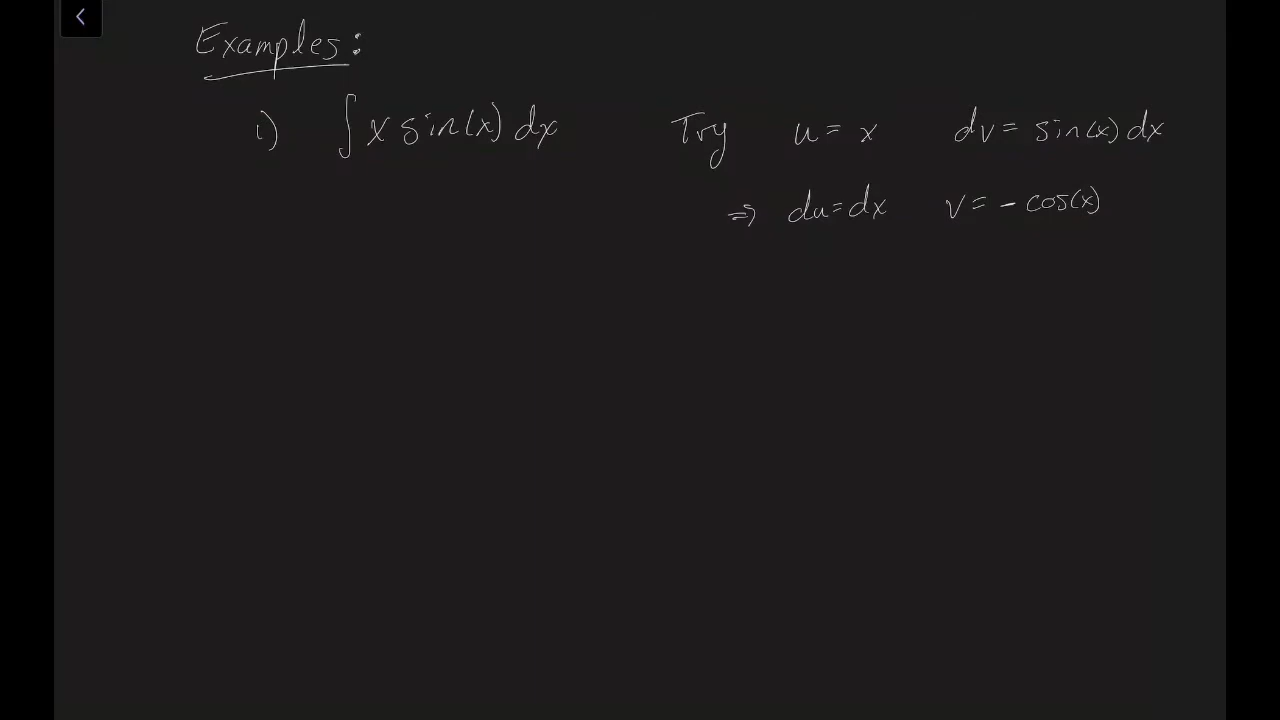 Examples:
i) ∫ x sin(x) dx Try u = x dv = sin(x) dx
⇒ du = dx v = - cos(x)